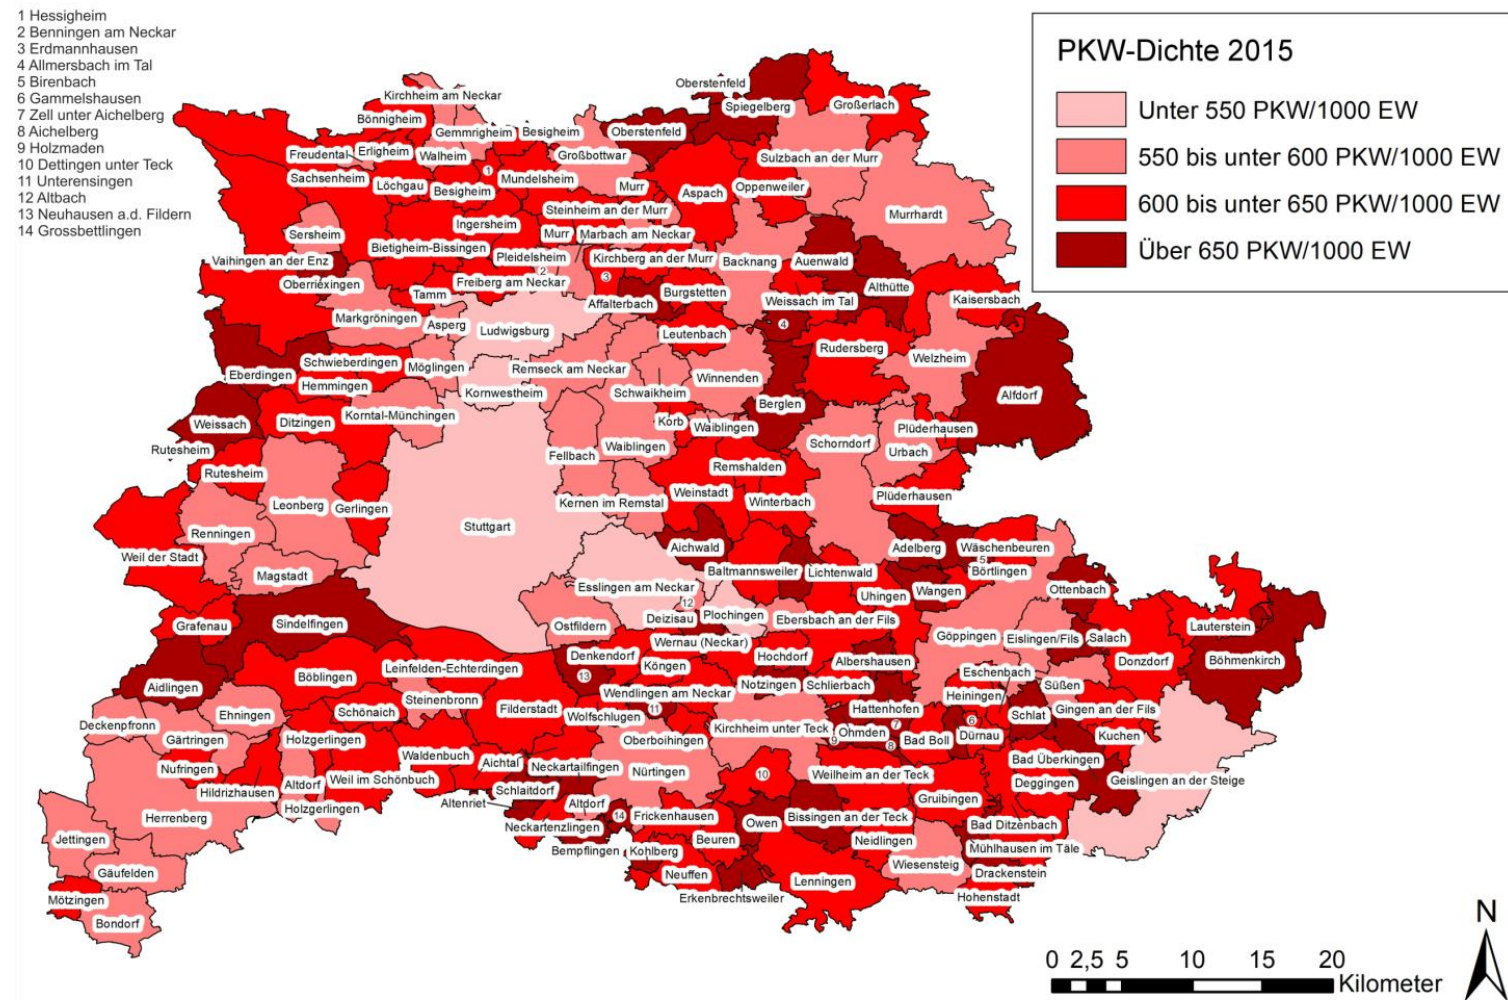 1 Hessigheim
2 Benningen am Neckar
3 Erdmannhausen
4 Allmersbach im Tal
5 Birenbach
6 Gammelshausen
7 Zell unter Aichelberg
8 Aichelberg
9 Holzmaden
10 Dettingen unter Teck
11 Unterensingen
12 Altbach
13 Neuhausen a.d. Fildern
14 Grossbettlingen
PKW-Dichte 2015
Unter 550 PKW/1000 EW
550 bis unter 600 PKW/1000 EW
600 bis unter 650 PKW/1000 EW
Über 650 PKW/1000 EW
Oberstenfeld
Kirchheim am Neckar
Spiegelberg
Großerlach
Bönnigheim
Gemmrigheim
Besigheim
Oberstenfeld
Freudental
Erligheim
Walheim
Großbottwar
Sulzbach an der Murr
1
Sachsenheim
Löchgau
Besigheim
Mundelsheim
Murr
Aspach
Oppenweiler
Steinheim an der Murr
Murrhardt
Ingersheim
Sersheim
Murr
Marbach am Neckar
Bietigheim-Bissingen
Pleidelsheim
Kirchberg an der Murr
Backnang
Auenwald
Vaihingen an der Enz
2
3
Oberriexingen
Freiberg am Neckar
Althütte
Tamm
Affalterbach
Burgstetten
Weissach im Tal
Kaisersbach
Markgröningen
Asperg
Ludwigsburg
4
Leutenbach
Rudersberg
Welzheim
Schwieberdingen
Möglingen
Remseck am Neckar
Eberdingen
Hemmingen
Winnenden
Kornwestheim
Schwaikheim
Alfdorf
Berglen
Weissach
Ditzingen
Korntal-Münchingen
Korb
Waiblingen
Plüderhausen
Rutesheim
Waiblingen
Schorndorf
Urbach
Fellbach
Rutesheim
Remshalden
Leonberg
Gerlingen
Kernen im Remstal
Weinstadt
Winterbach
Plüderhausen
Stuttgart
Renningen
Aichwald
Adelberg
Wäschenbeuren
Weil der Stadt
5
Magstadt
Baltmannsweiler
Lichtenwald
Börtlingen
Esslingen am Neckar
Uhingen
Wangen
Ottenbach
12
Grafenau
Sindelfingen
Ostfildern
Deizisau
Plochingen
Ebersbach an der Fils
Lauterstein
Göppingen
Eislingen/Fils
Salach
Wernau (Neckar)
Denkendorf
Köngen
Hochdorf
Albershausen
Donzdorf
Böhmenkirch
Leinfelden-Echterdingen
Eschenbach
Böblingen
13
Aidlingen
Wendlingen am Neckar
Notzingen
Schlierbach
Heiningen
Süßen
Steinenbronn
Ehningen
Schönaich
Filderstadt
Wolfschlugen
11
Hattenhofen
Schlat
Gingen an der Fils
Deckenpfronn
6
7
Gärtringen
Holzgerlingen
Oberboihingen
Kirchheim unter Teck
Ohmden
9
8
Bad Boll
Dürnau
Kuchen
Waldenbuch
Aichtal
Neckartailfingen
Bad Überkingen
Nufringen
Nürtingen
10
Weilheim an der Teck
Geislingen an der Steige
Altdorf
Weil im Schönbuch
Deggingen
Hildrizhausen
Schlaitdorf
Altenriet
Altdorf
Gruibingen
Holzgerlingen
14
Frickenhausen
Bissingen an der Teck
Herrenberg
Neckartenzlingen
Owen
Bad Ditzenbach
Jettingen
Beuren
Neidlingen
Mühlhausen im Täle
Bempflingen
Kohlberg
Wiesensteig
Gäufelden
Neuffen
Lenningen
Drackenstein
Mötzingen
Erkenbrechtsweiler
Hohenstadt
Bondorf
N
0 2,5 5 10 15 20
Kilometer